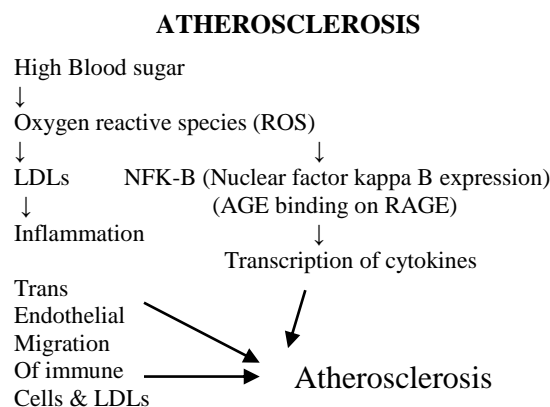 ATHEROSCLEROSIS
High Blood sugar
↓
Oxygen reactive species (ROS)
↓ ↓
LDLs NFK-B (Nuclear factor kappa B expression)
↓ (AGE binding on RAGE)
Inflammation ↓
Transcription of cytokines
Trans
Endothelial
Migration
Of immune
Cells & LDLs
Atherosclerosis